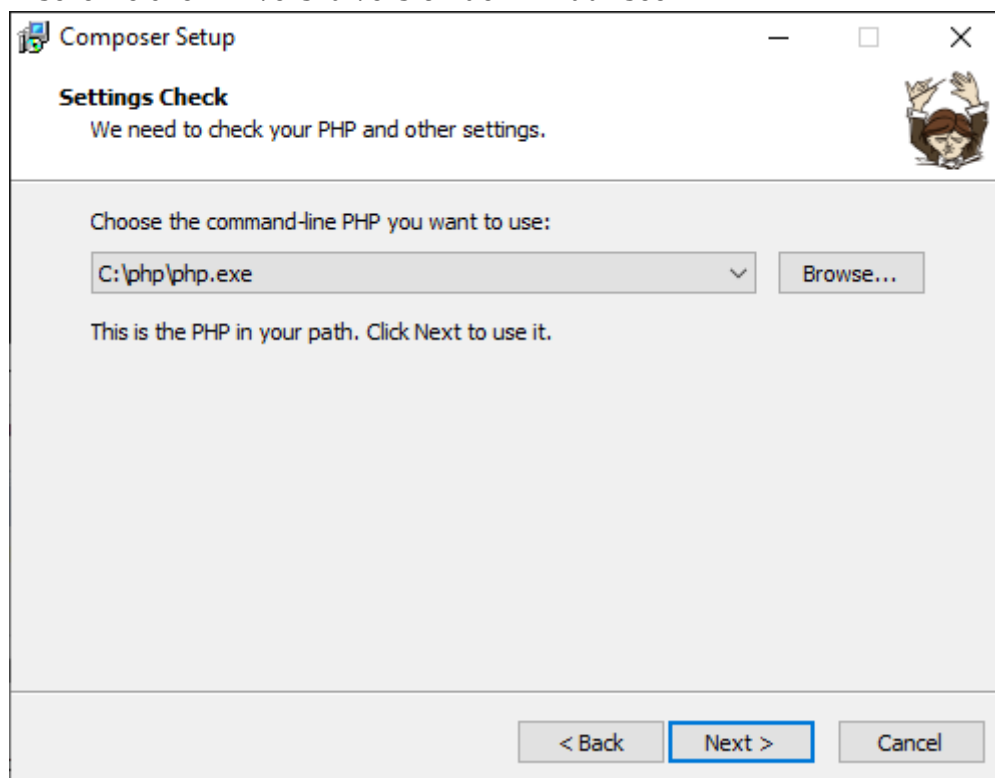 Composer Setup
Settings Check
We need to check your PHP and other settings.
Choose the command-line PHP you want to use:
C:\php\php.exe
Browse...
This is the PHP in your path. Click Next to use it.
< Back
Next >
Cancel